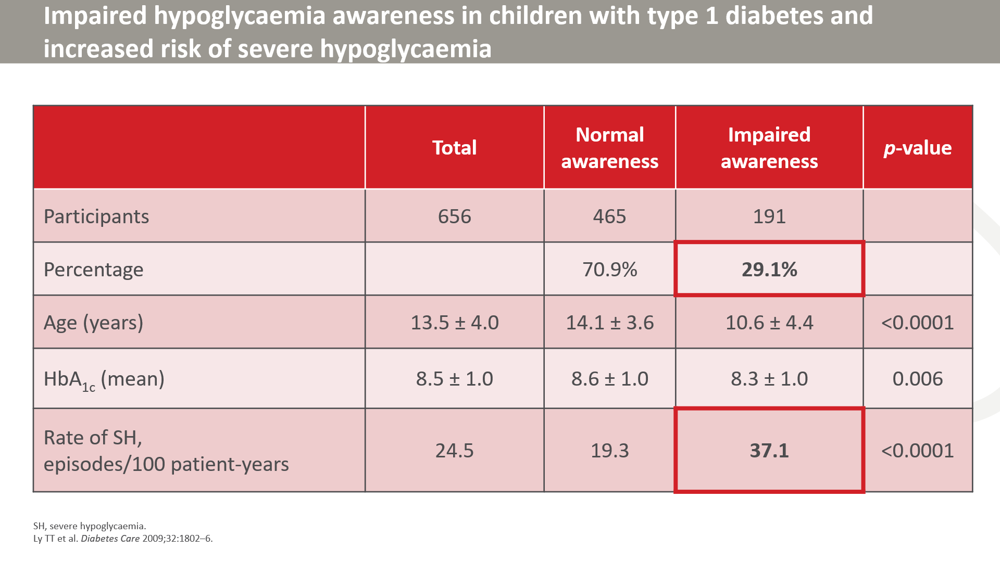 Impaired hypoglycaemia awareness in children with type 1 diabetes and
increased risk of severe hypoglycaemia
Total
Normal
awareness
Impaired
awareness
p-value
Participants
656
465
191
Percentage
70.9%
29.1%
Age (years)
13.5 ± 4.0
14.1 ± 3.6
10.6 ± 4.4
<0.0001
HbA1c (mean)
8.5 ± 1.0
8.6 ± 1.0
8.3 ± 1.0
0.006
Rate of SH,
episodes/100 patient-years
24.5
19.3
37.1
<0.0001
SH, severe hypoglycaemia.
Ly TT et al. Diabetes Care 2009;32:1802–6.